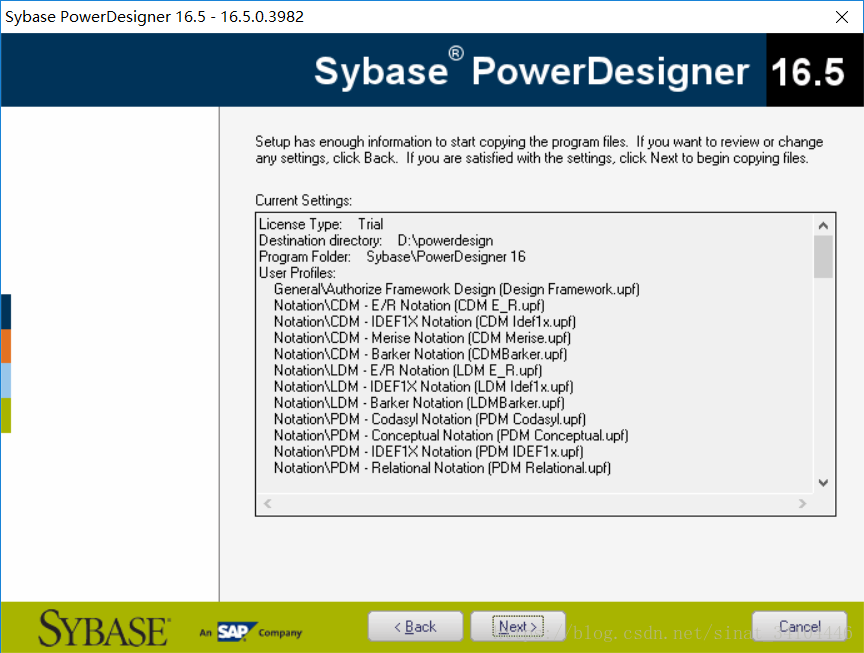 Sybase PowerDesigner 16.5 - 16.5.0.3982
Sybase® PowerDesigner 16.5
Setup has enough information to start copying the program files. If you want to review or change
any settings, click Back. If you are satisfied with the settings, click Next to begin copying files.
Current Settings:
License Type: Trial
Destination directory: D:\powerdesign
Program Folder: Sybase\PowerDesigner 16
User Profiles:
General\Authorize Framework Design (Design Framework.upf)
Notation\CDM - E/R Notation (CDM E_R.upf)
Notation\CDM - IDEF1X Notation (CDM Idef1x.upf)
Notation\CDM - Merise Notation (CDM Merise.upf)
Notation\CDM - Barker Notation (CDMBarker.upf)
Notation\LDM - E/R Notation (LDM E_R.upf)
Notation\LDM - IDEF1X Notation (LDM Idef1x.upf)
Notation\LDM - Barker Notation (LDMBarker.upf)
Notation\PDM - Codasyl Notation (PDM Codasyl.upf)
Notation\PDM - Conceptual Notation (PDM Conceptual.upf)
Notation\PDM - IDEF1X Notation (PDM IDEF1x.upf)
Notation\PDM - Relational Notation (PDM Relational.upf)
SYBASE® An SAP Company
< Back
Next >
Cancel